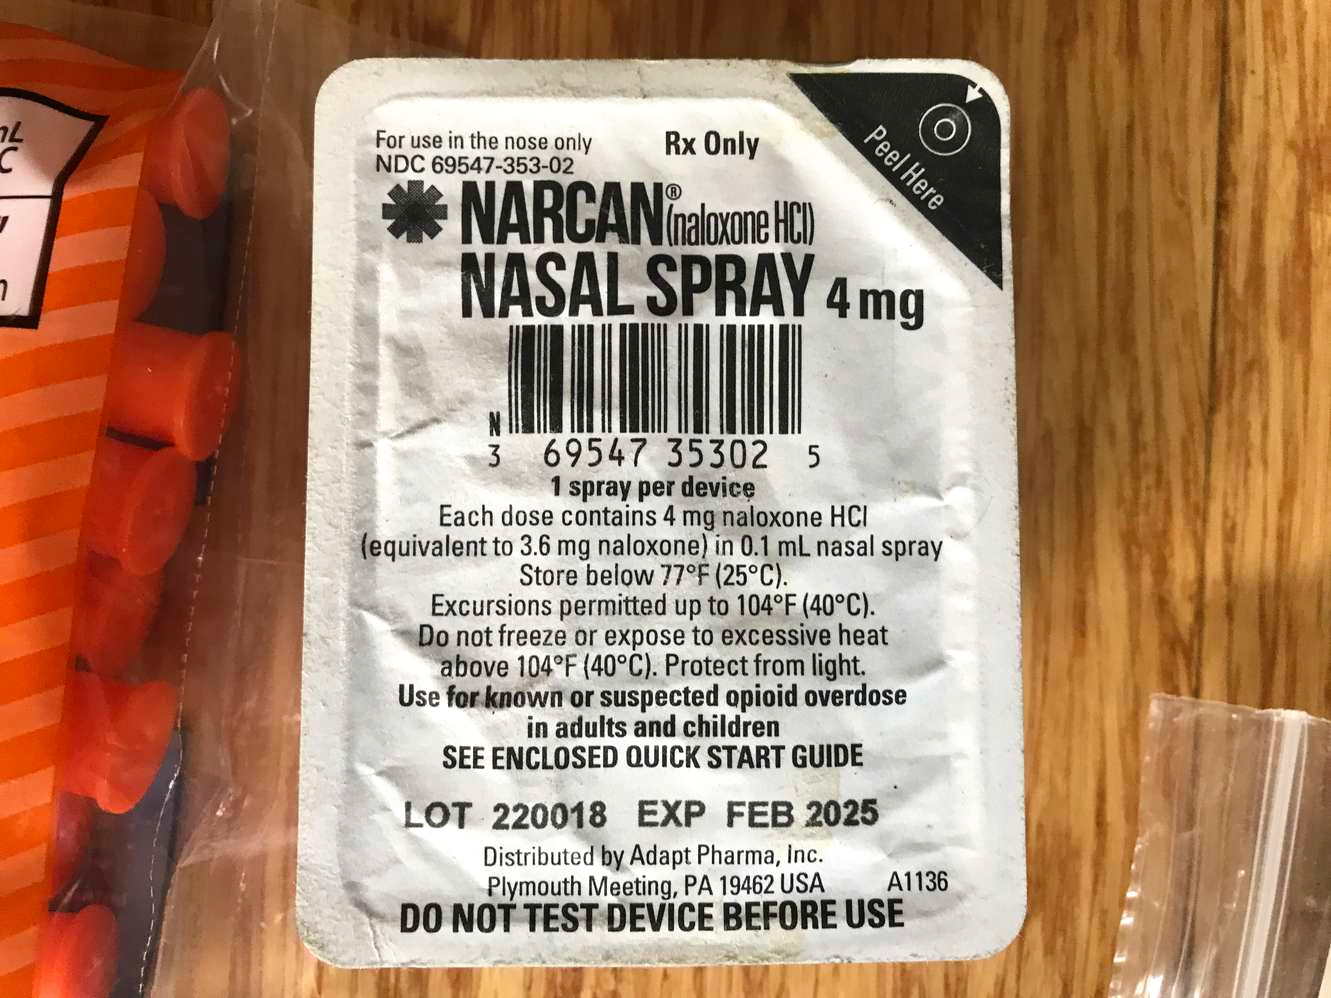 For use in the nose only
Rx Only
NDC 69547-353-02
Peel Here
NARCAN® (naloxone HCl)
NASAL SPRAY 4 mg
N
3 69547 35302 5
1 spray per device
Each dose contains 4 mg naloxone HCl
(equivalent to 3.6 mg naloxone) in 0.1 mL nasal spray
Store below 77°F (25°C).
Excursions permitted up to 104°F (40°C).
Do not freeze or expose to excessive heat
above 104°F (40°C). Protect from light.
Use for known or suspected opioid overdose
in adults and children
SEE ENCLOSED QUICK START GUIDE
LOT 220018 EXP FEB 2025
Distributed by Adapt Pharma, Inc.
Plymouth Meeting, PA 19462 USA A1136
DO NOT TEST DEVICE BEFORE USE